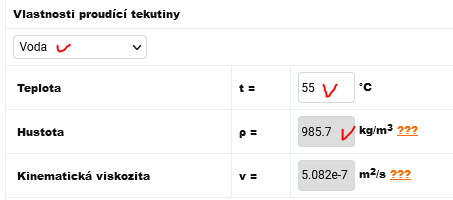 Vlastnosti proudící tekutiny
Voda
Teplota t = 55 °C
Hustota ρ = 985.7 kg/m³ ???
Kinematická viskozita v = 5.082e-7 m²/s ???